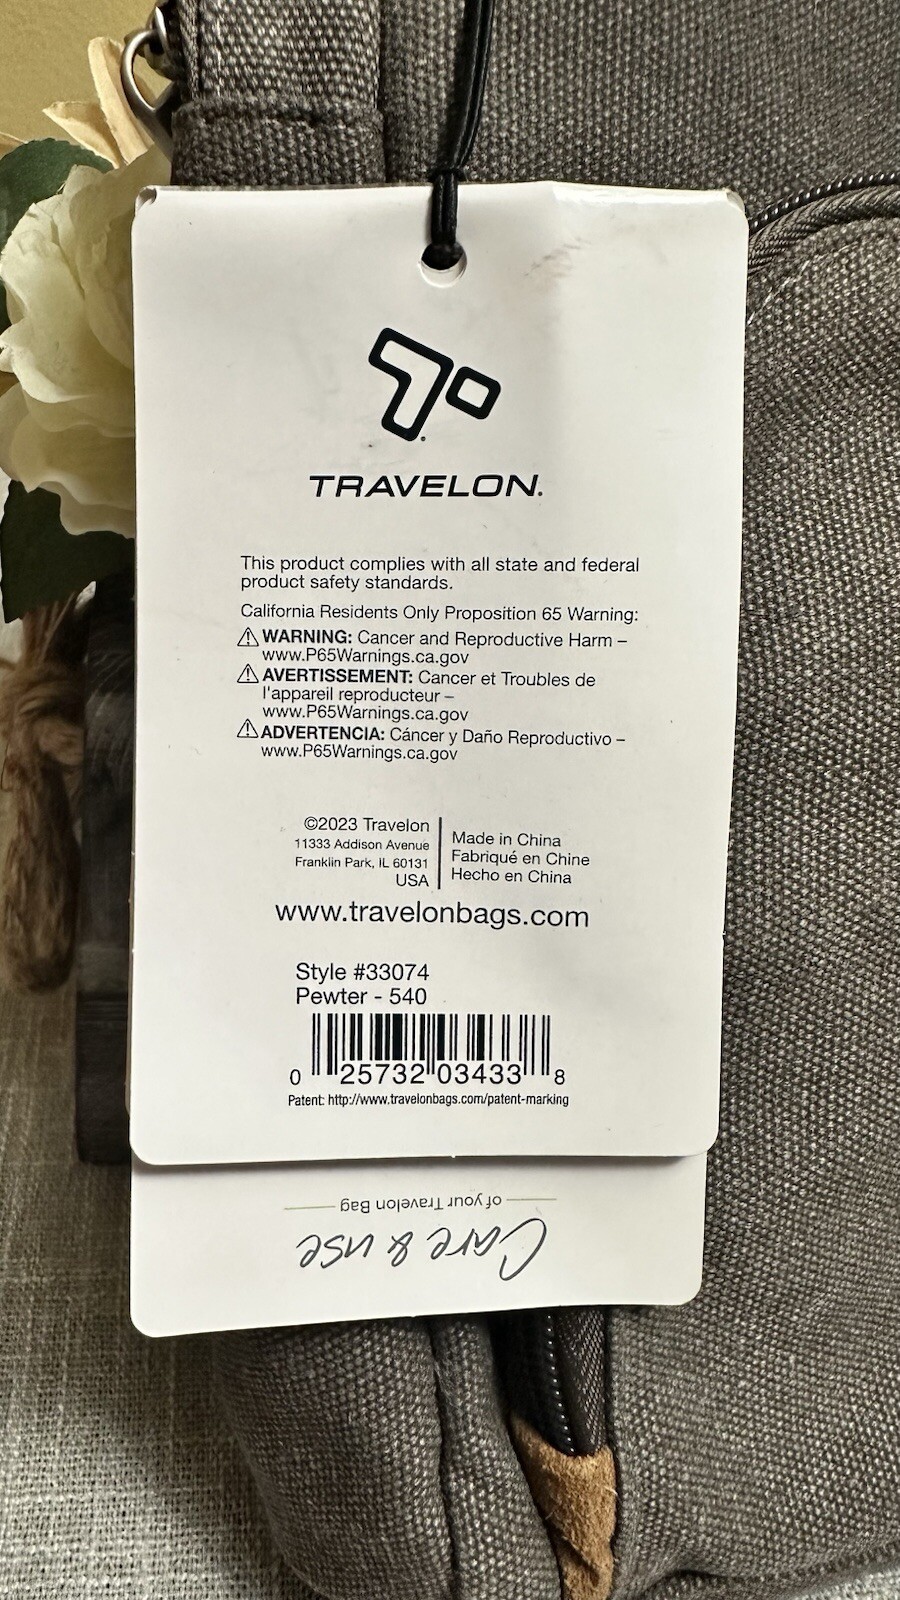 TRAVELON.
This product complies with all state and federal
product safety standards.
California Residents Only Proposition 65 Warning:
⚠ WARNING: Cancer and Reproductive Harm –
www.P65Warnings.ca.gov
⚠ AVERTISSEMENT: Cancer et Troubles de
l'appareil reproducteur –
www.P65Warnings.ca.gov
⚠ ADVERTENCIA: Cáncer y Daño Reproductivo –
www.P65Warnings.ca.gov
©2023 Travelon
11333 Addison Avenue
Franklin Park, IL 60131
USA
Made in China
Fabriqué en Chine
Hecho en China
www.travelonbags.com
Style #33074
Pewter - 540
0 25732 03433 8
Patent: http://www.travelonbags.com/patent-marking
Care & use
of your Travelon Bag